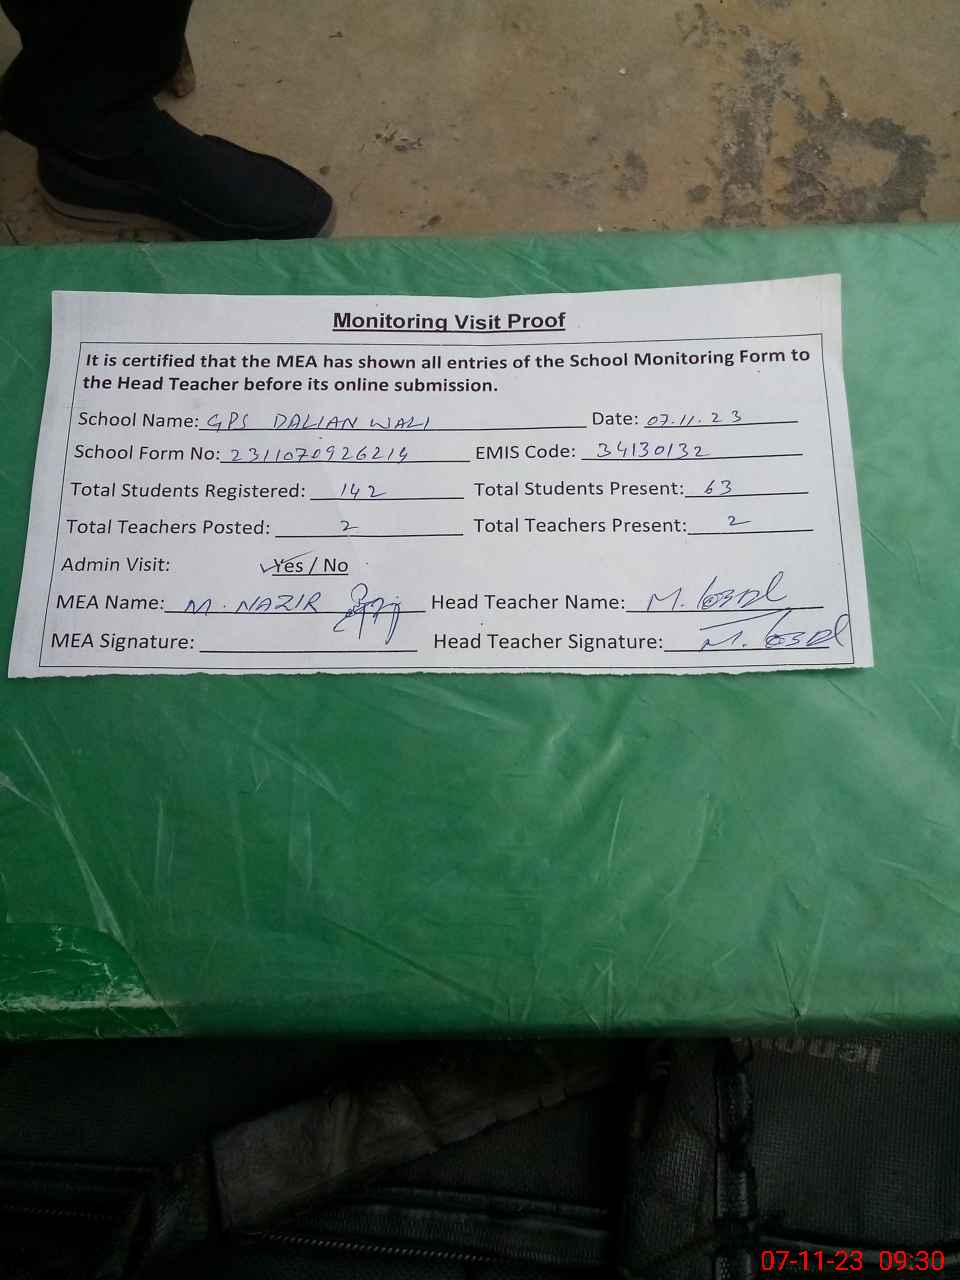 Monitoring Visit Proof
It is certified that the MEA has shown all entries of the School Monitoring Form to
the Head Teacher before its online submission.
School Name: GPS DALIAN WALI Date: 07.11.23
School Form No: 231107092621 EMIS Code: 34130132
Total Students Registered: 142 Total Students Present: 63
Total Teachers Posted: 2 Total Teachers Present: 2
Admin Visit: Yes / No
MEA Name: M. NAZIR Head Teacher Name: M.
MEA Signature: Head Teacher Signature: M.
07-11-23 09:30